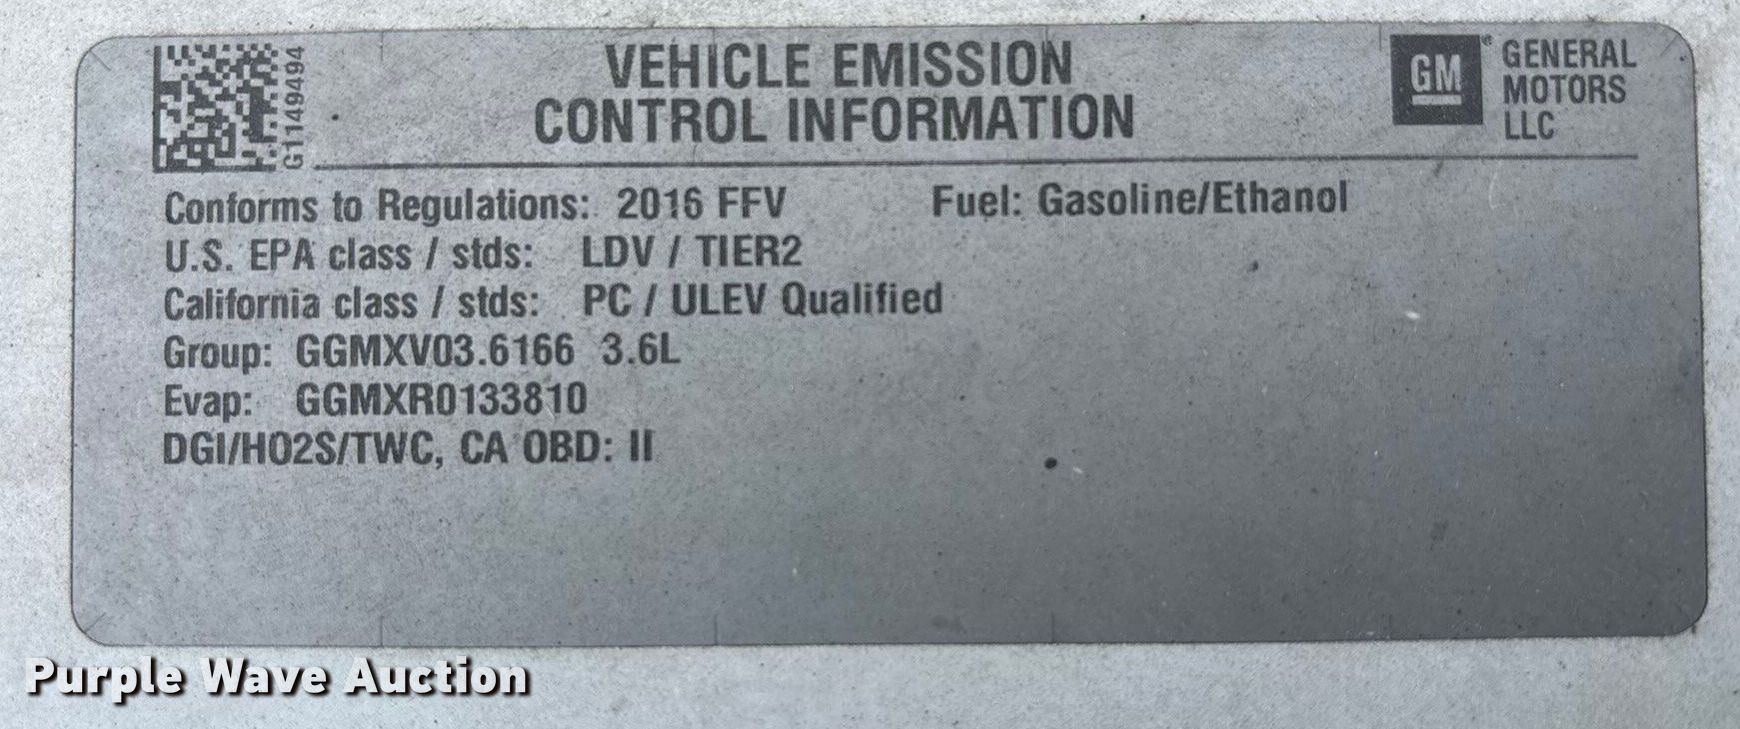 G1149494
VEHICLE EMISSION
CONTROL INFORMATION
GM®
GENERAL
MOTORS
LLC
Conforms to Regulations: 2016 FFV Fuel: Gasoline/Ethanol
U.S. EPA class / stds: LDV / TIER2
California class / stds: PC / ULEV Qualified
Group: GGMXV03.6166 3.6L
Evap: GGMXR0133810
DGI/HO2S/TWC, CA OBD: II
Purple Wave Auction